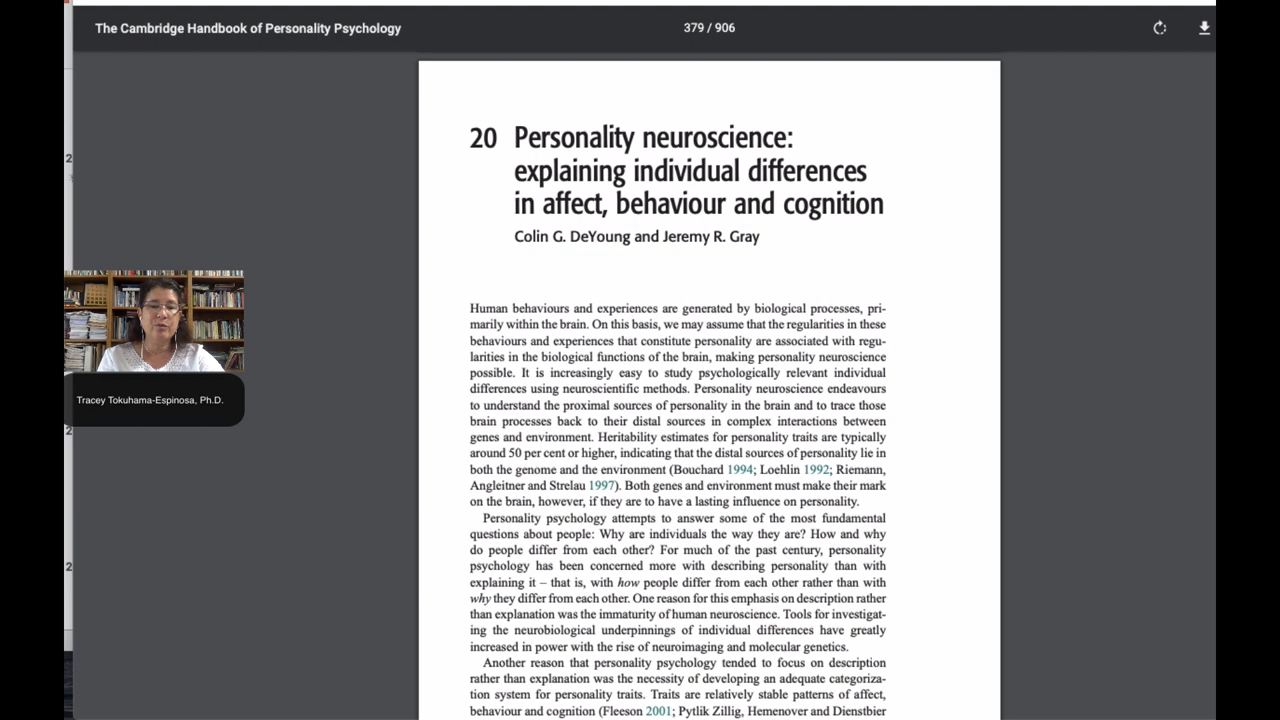 The Cambridge Handbook of Personality Psychology
379 / 906
20 Personality neuroscience:
explaining individual differences
in affect, behaviour and cognition
Colin G. DeYoung and Jeremy R. Gray
Human behaviours and experiences are generated by biological processes, pri-
marily within the brain. On this basis, we may assume that the regularities in these
behaviours and experiences that constitute personality are associated with regu-
larities in the biological functions of the brain, making personality neuroscience
possible. It is increasingly easy to study psychologically relevant individual
differences using neuroscientific methods. Personality neuroscience endeavours
to understand the proximal sources of personality in the brain and to trace those
brain processes back to their distal sources in complex interactions between
genes and environment. Heritability estimates for personality traits are typically
around 50 per cent or higher, indicating that the distal sources of personality lie in
both the genome and the environment (Bouchard 1994; Loehlin 1992; Riemann,
Angleitner and Strelau 1997). Both genes and environment must make their mark
on the brain, however, if they are to have a lasting influence on personality.
Personality psychology attempts to answer some of the most fundamental
questions about people: Why are individuals the way they are? How and why
do people differ from each other? For much of the past century, personality
psychology has been concerned more with describing personality than with
explaining it – that is, with how people differ from each other rather than with
why they differ from each other. One reason for this emphasis on description rather
than explanation was the immaturity of human neuroscience. Tools for investigat-
ing the neurobiological underpinnings of individual differences have greatly
increased in power with the rise of neuroimaging and molecular genetics.
Another reason that personality psychology tended to focus on description
rather than explanation was the necessity of developing an adequate categoriza-
tion system for personality traits. Traits are relatively stable patterns of affect,
behaviour and cognition (Fleeson 2001; Pytlik Zillig, Hemenover and Dienstbier
2
Tracey Tokuhama-Espinosa, Ph.D.
2
2